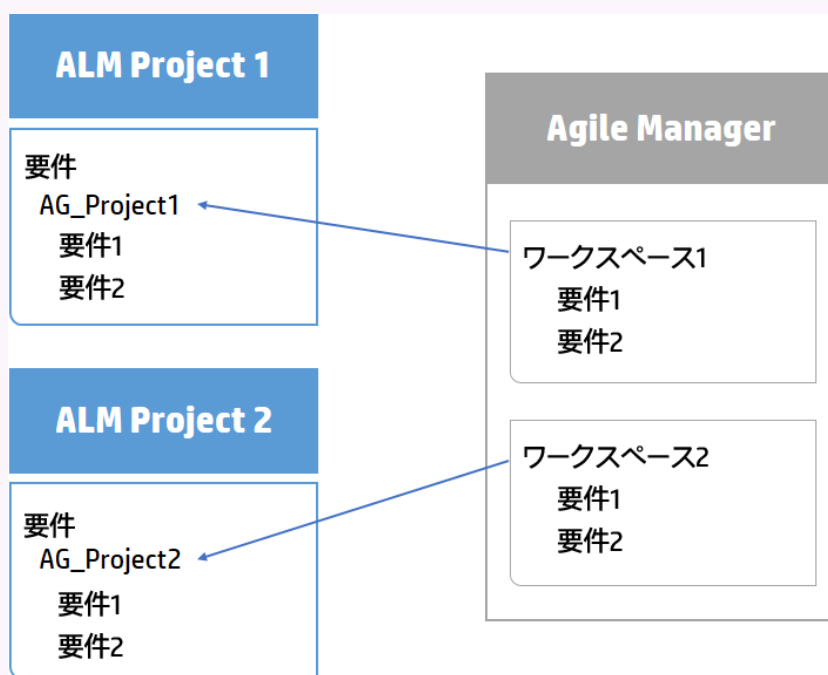 ALM Project 1
要件
AG_Project1
要件1
要件2
ALM Project 2
要件
AG_Project2
要件1
要件2
Agile Manager
ワークスペース1
要件1
要件2
ワークスペース2
要件1
要件2